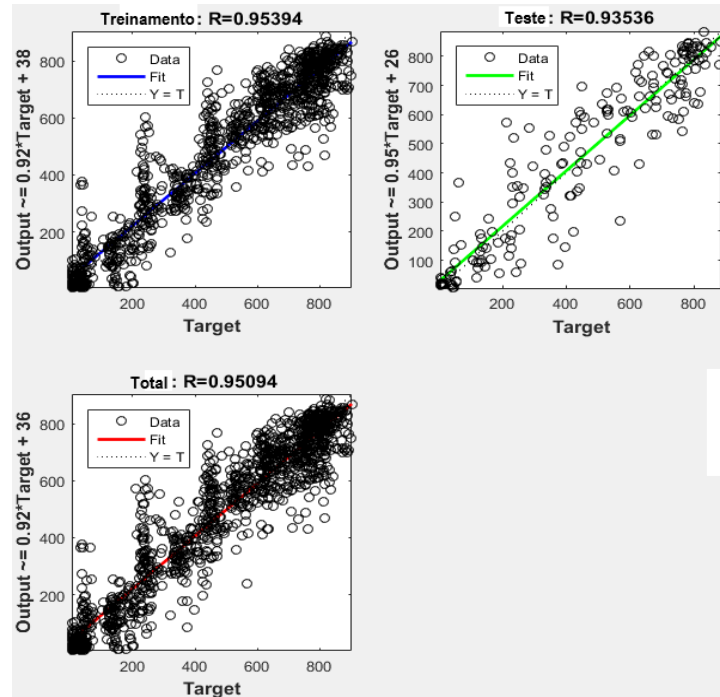 Treinamento: R=0.95394
Output ~= 0.92*Target + 38
800
600
400
200
Data
Fit
Y = T
200
400
600
800
Target
Teste: R=0.93536
Output ~= 0.95*Target + 26
800
700
600
500
400
300
200
100
Data
Fit
Y = T
200
400
600
800
Target
Total: R=0.95094
Output ~= 0.92*Target + 36
800
600
400
200
Data
Fit
Y = T
200
400
600
800
Target